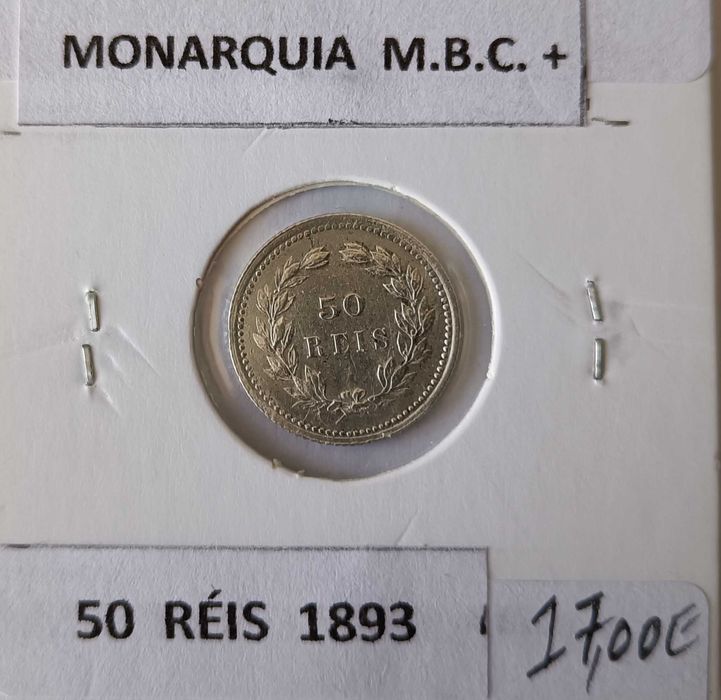 MONARQUIA M.B.C. +
50
REIS
50 RÉIS 1893
17,00€